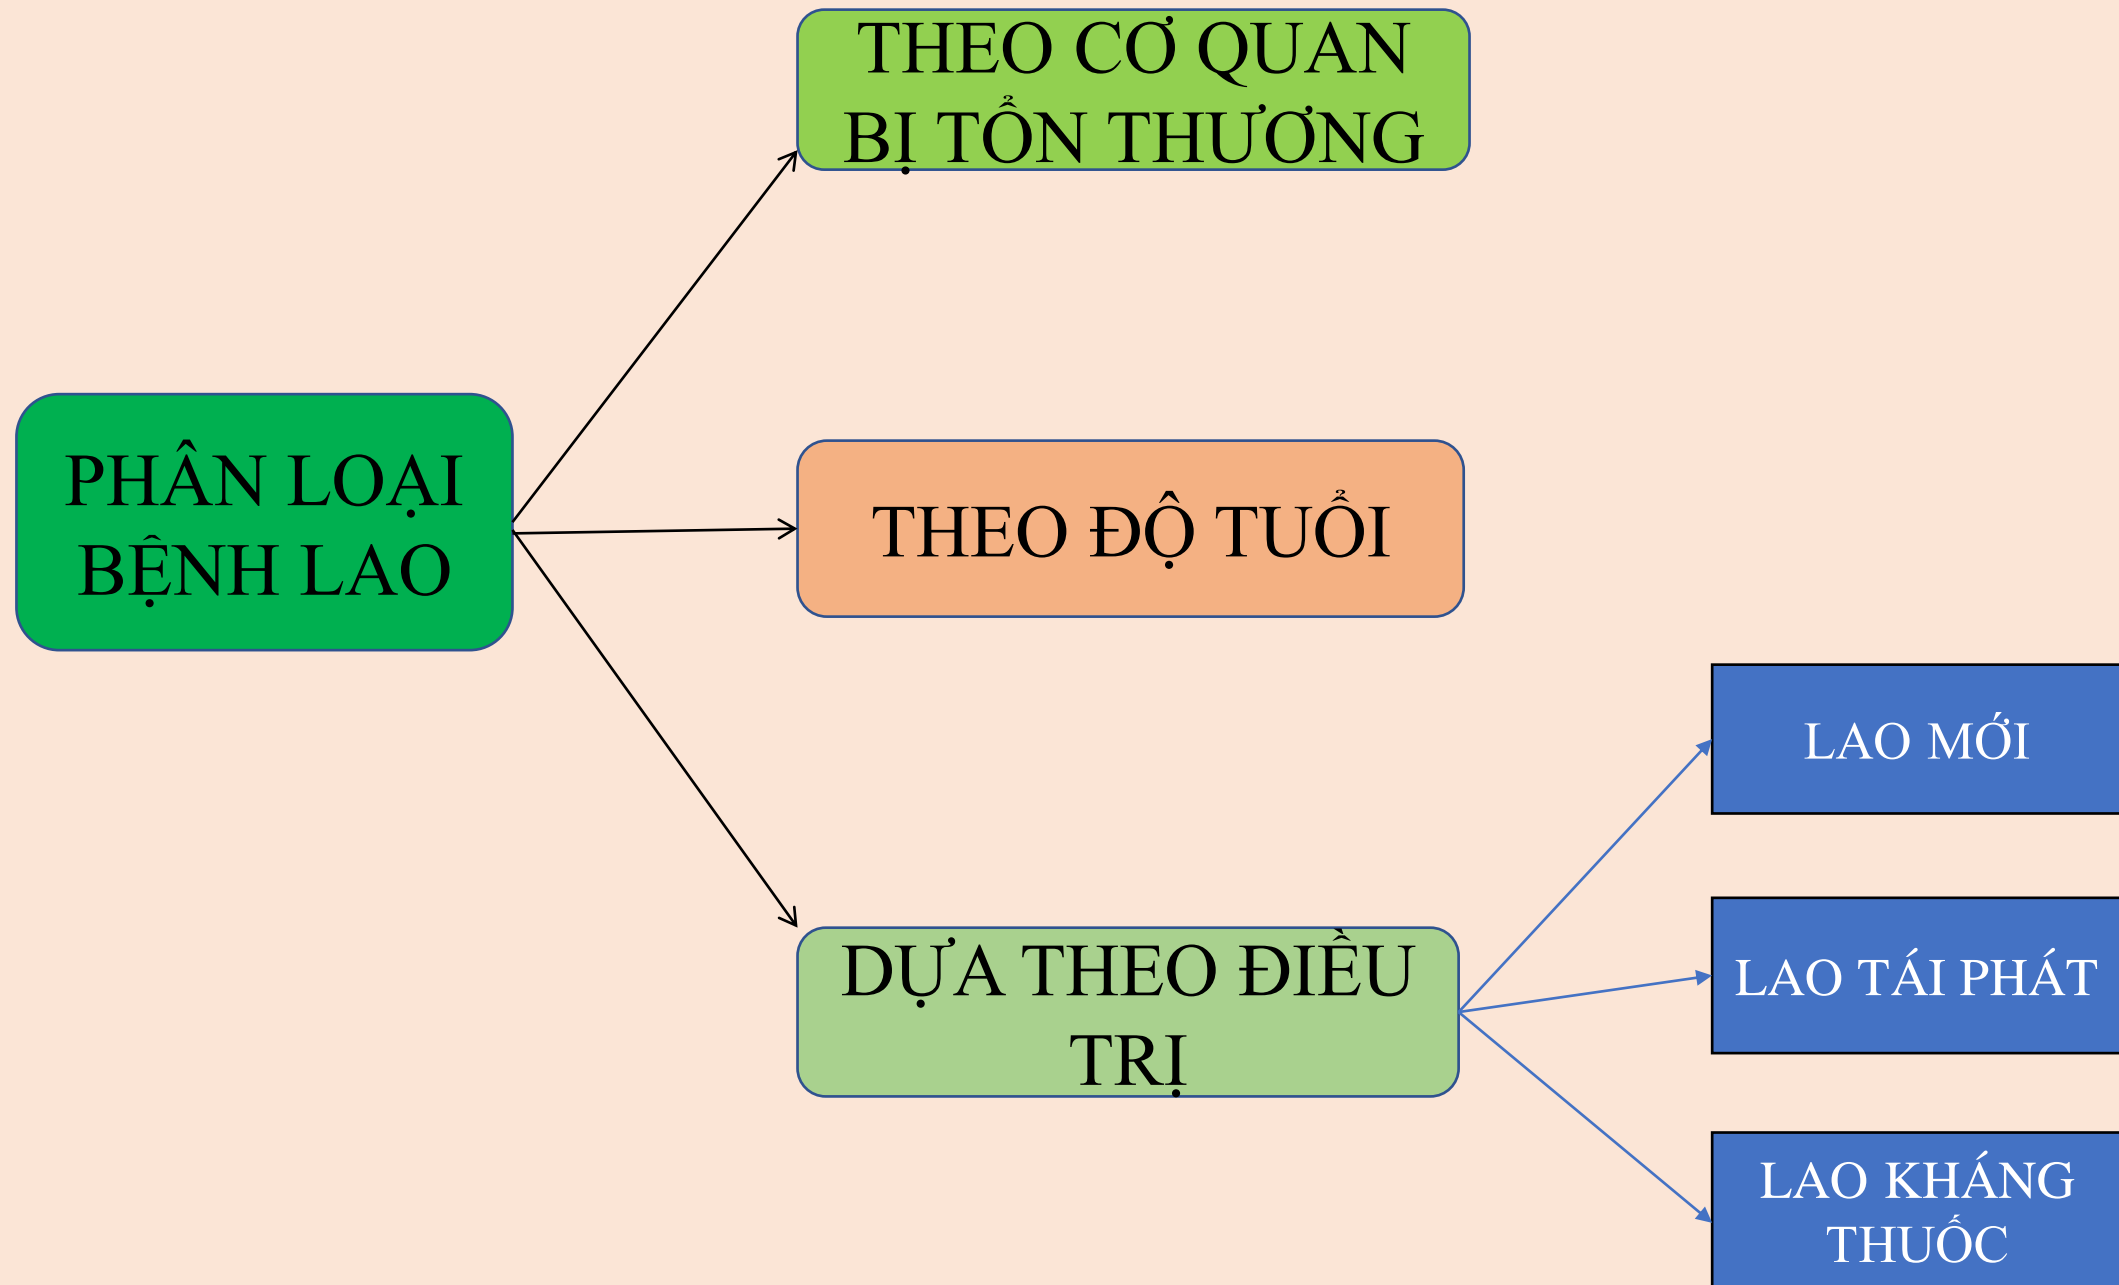 THEO CƠ QUAN
BỊ TỔN THƯƠNG
PHÂN LOẠI
BỆNH LAO
THEO ĐỘ TUỔI
LAO MỚI
DỰA THEO ĐIỀU
TRỊ
LAO TÁI PHÁT
LAO KHÁNG
THUỐC